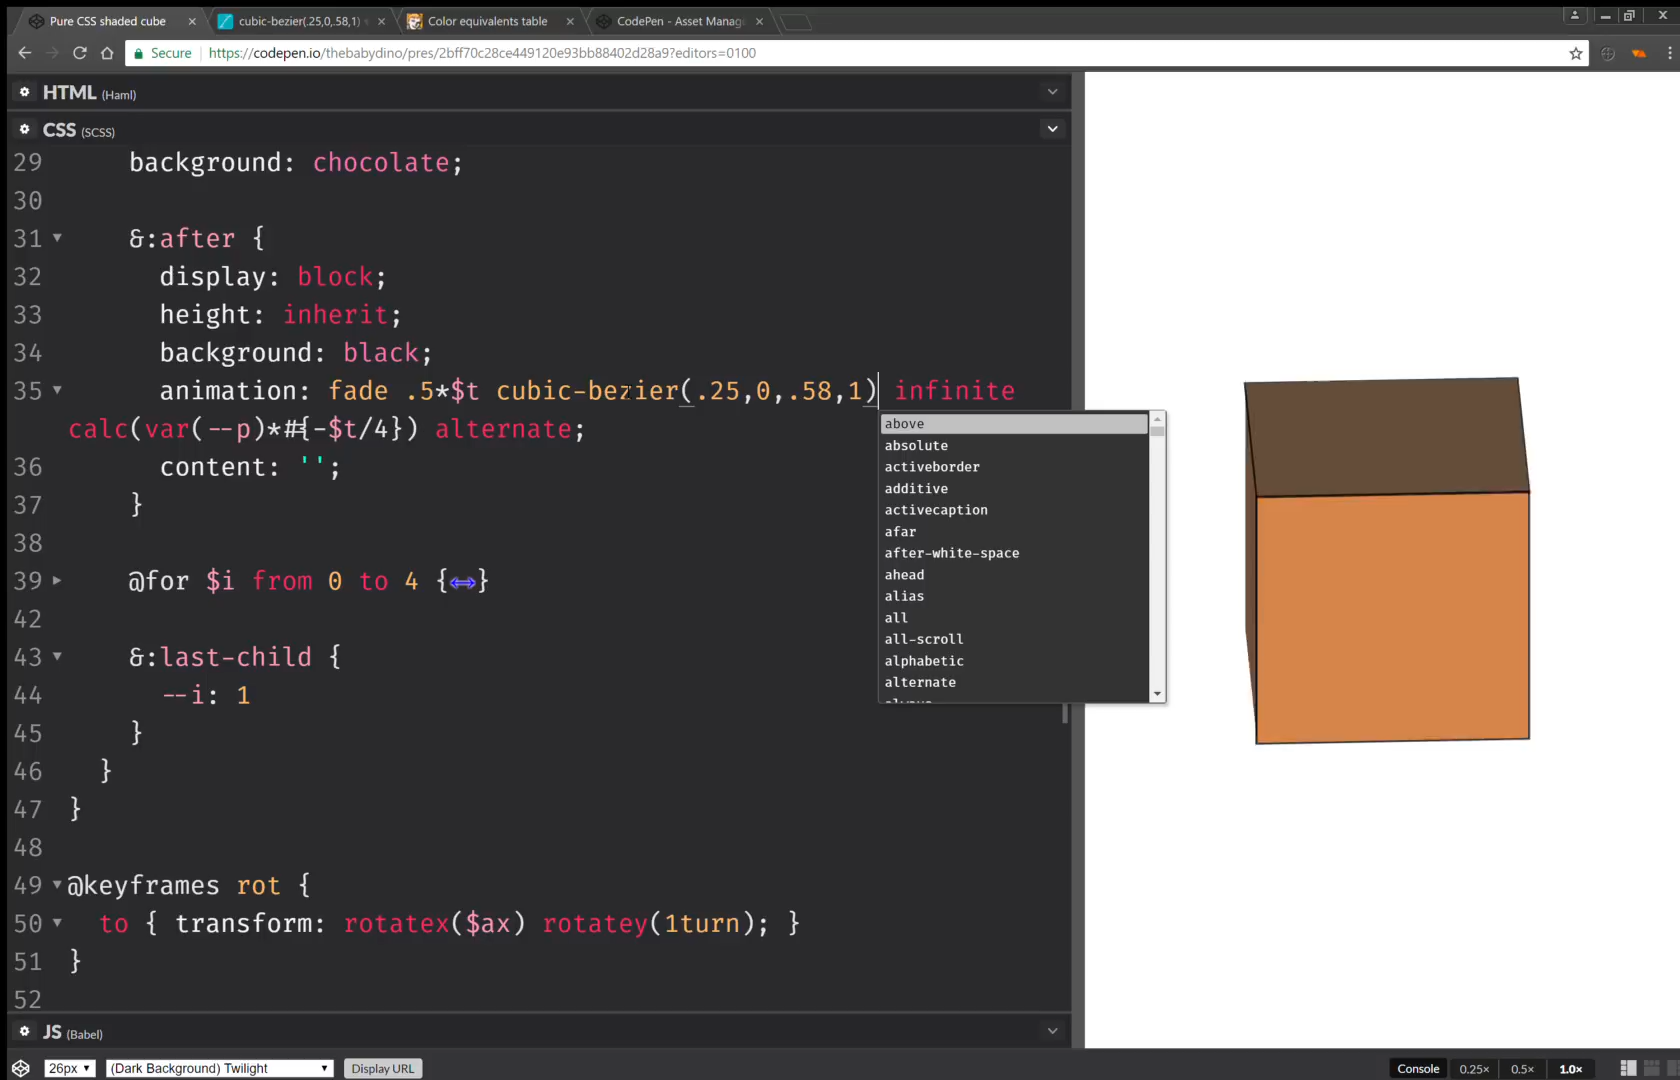 Pure CSS shaded cube
cubic-bezier(.25,0,.58,1)
Color equivalents table
CodePen - Asset Manag
Secure
https://codepen.io/thebabydino/pres/2bff70c28ce449120e93bb88402d28a9?editors=0100
HTML (Haml)
CSS (SCSS)
29 background: chocolate;
30
31 &:after {
32 display: block;
33 height: inherit;
34 background: black;
35 animation: fade .5*$t cubic-bezier(.25,0,.58,1) infinite
calc(var(--p)*#{-$t/4}) alternate;
36 content: '';
37 }
38
39 @for $i from 0 to 4 {↔}
42
43 &:last-child {
44 --i: 1
45 }
46 }
47 }
48
49 @keyframes rot {
50 to { transform: rotatex($ax) rotatey(1turn); }
51 }
52
above
absolute
activeborder
additive
activecaption
afar
after-white-space
ahead
alias
all
all-scroll
alphabetic
alternate
JS (Babel)
26px
(Dark Background) Twilight
Display URL
Console
0.25×
0.5×
1.0×